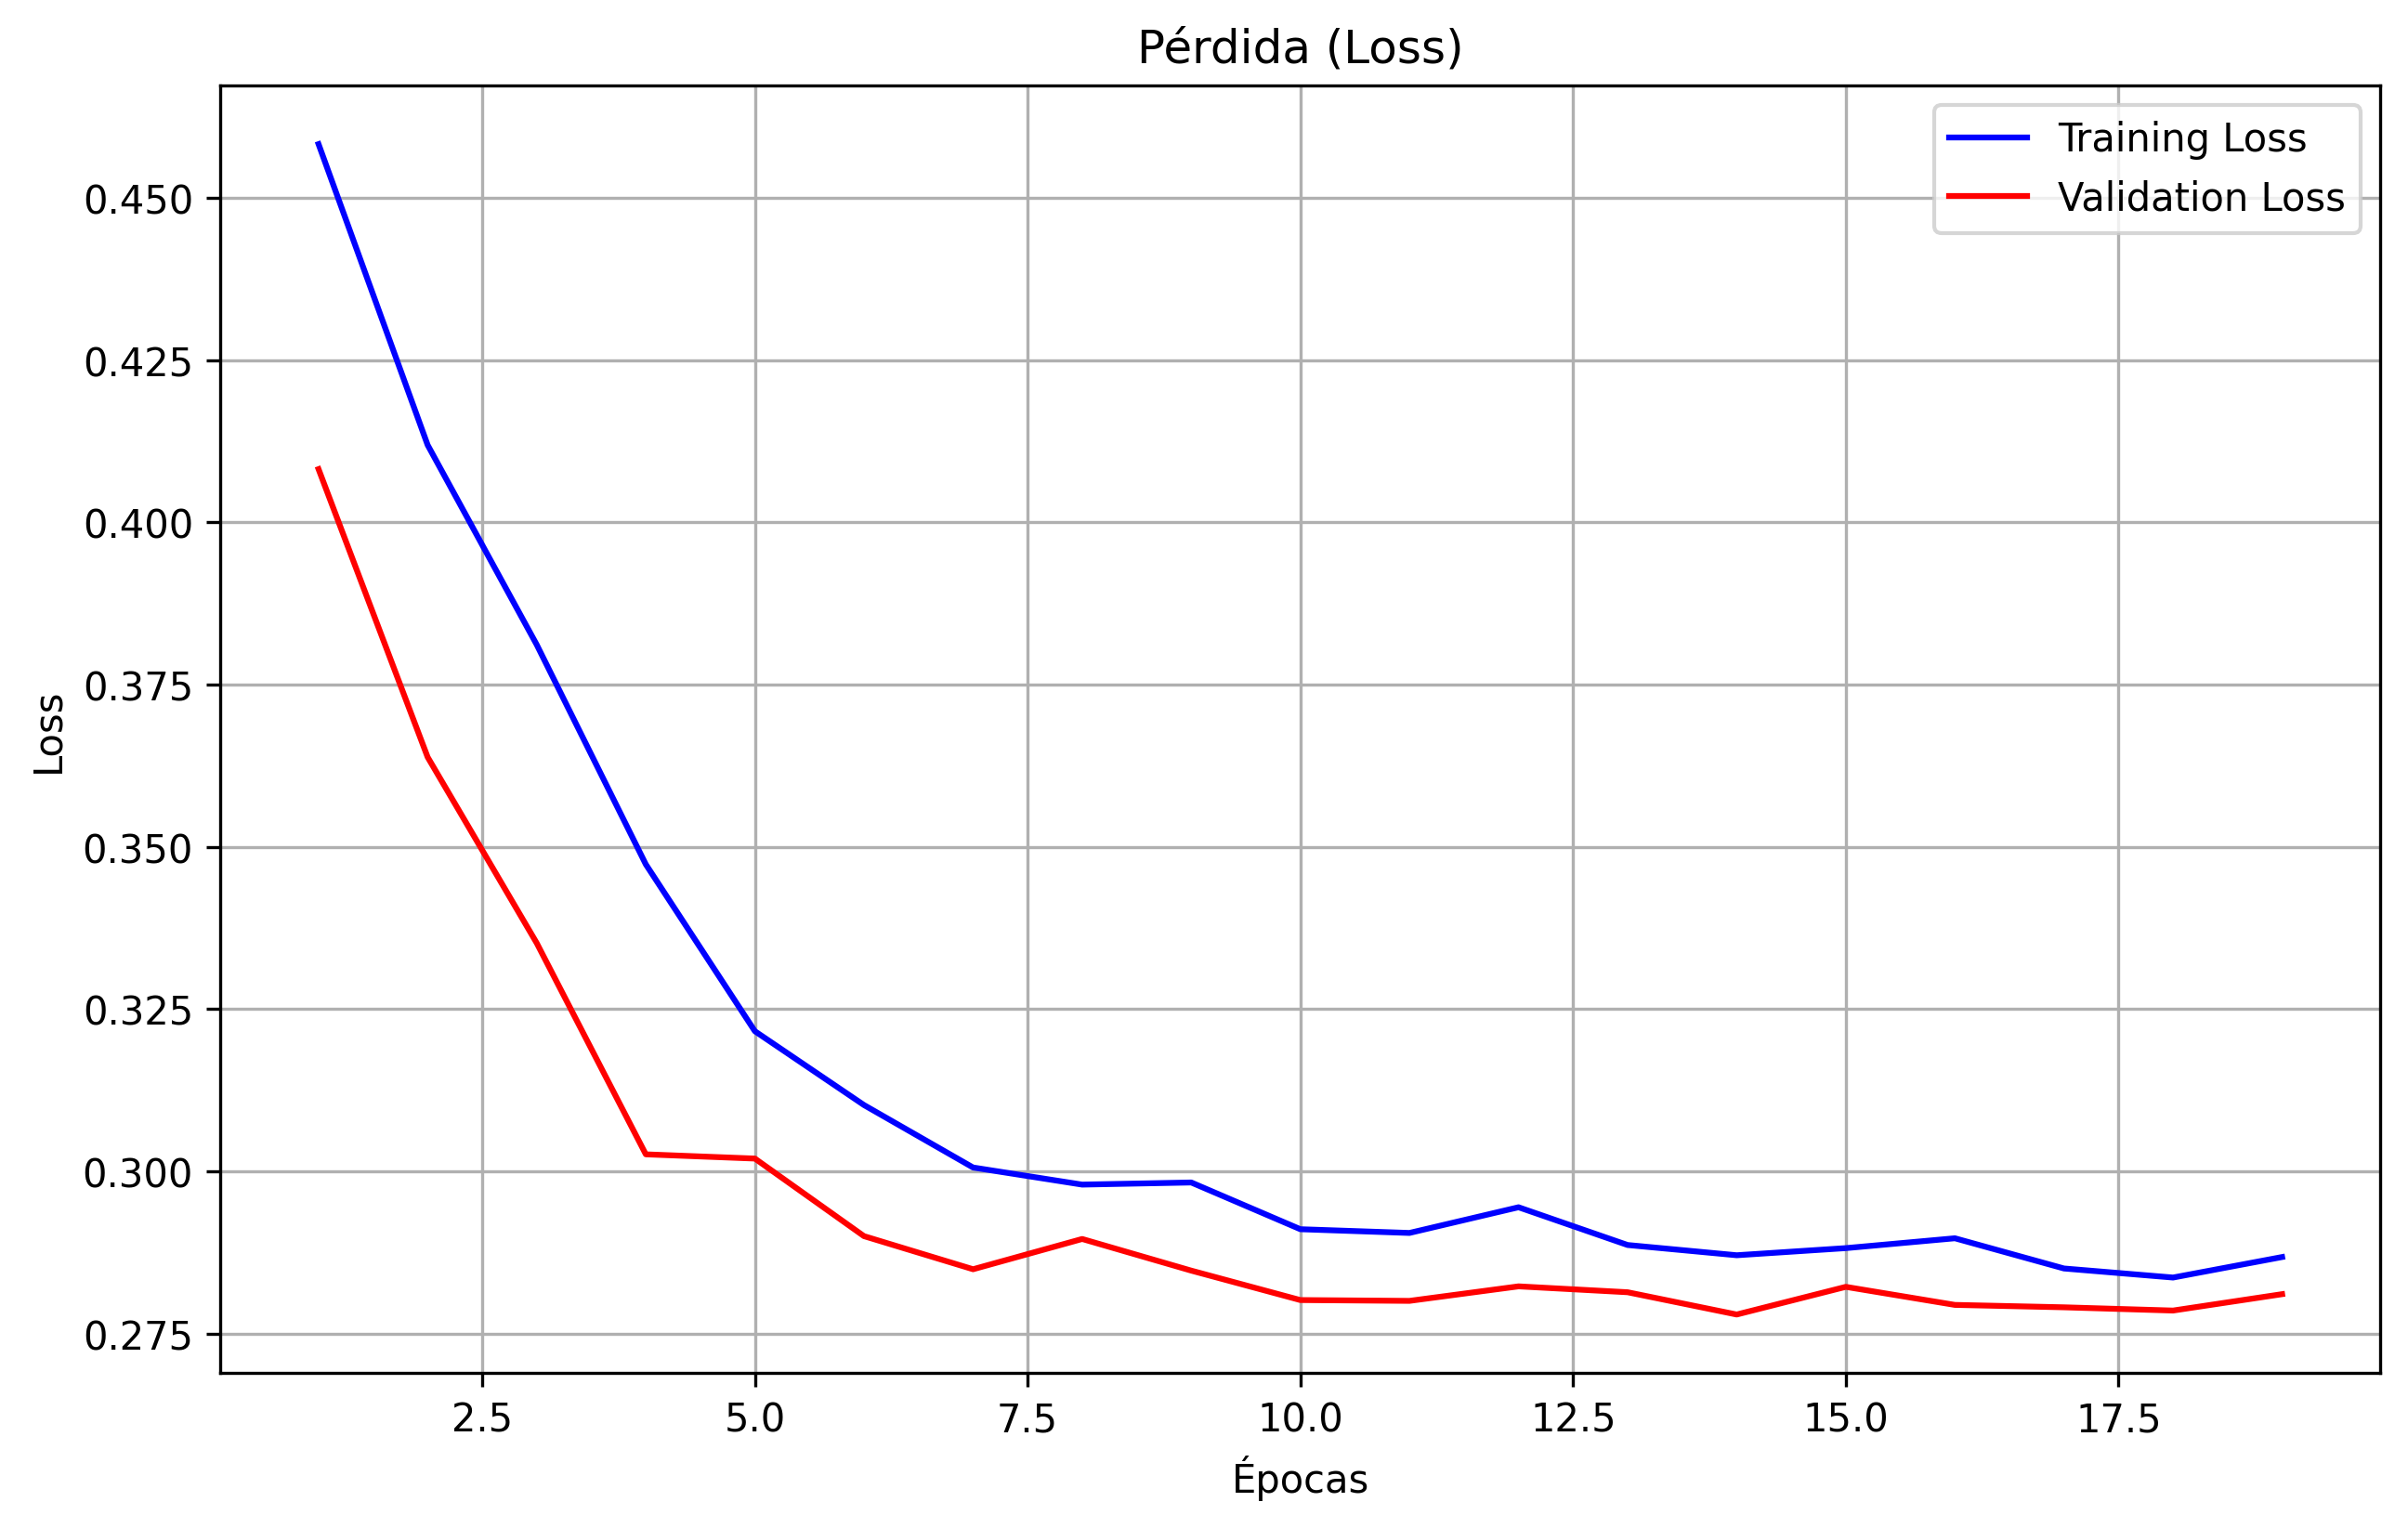 Pérdida (Loss)
Training Loss
Validation Loss
0.450
0.425
0.400
0.375
0.350
0.325
0.300
0.275
Loss
2.5 5.0 7.5 10.0 12.5 15.0 17.5
Épocas